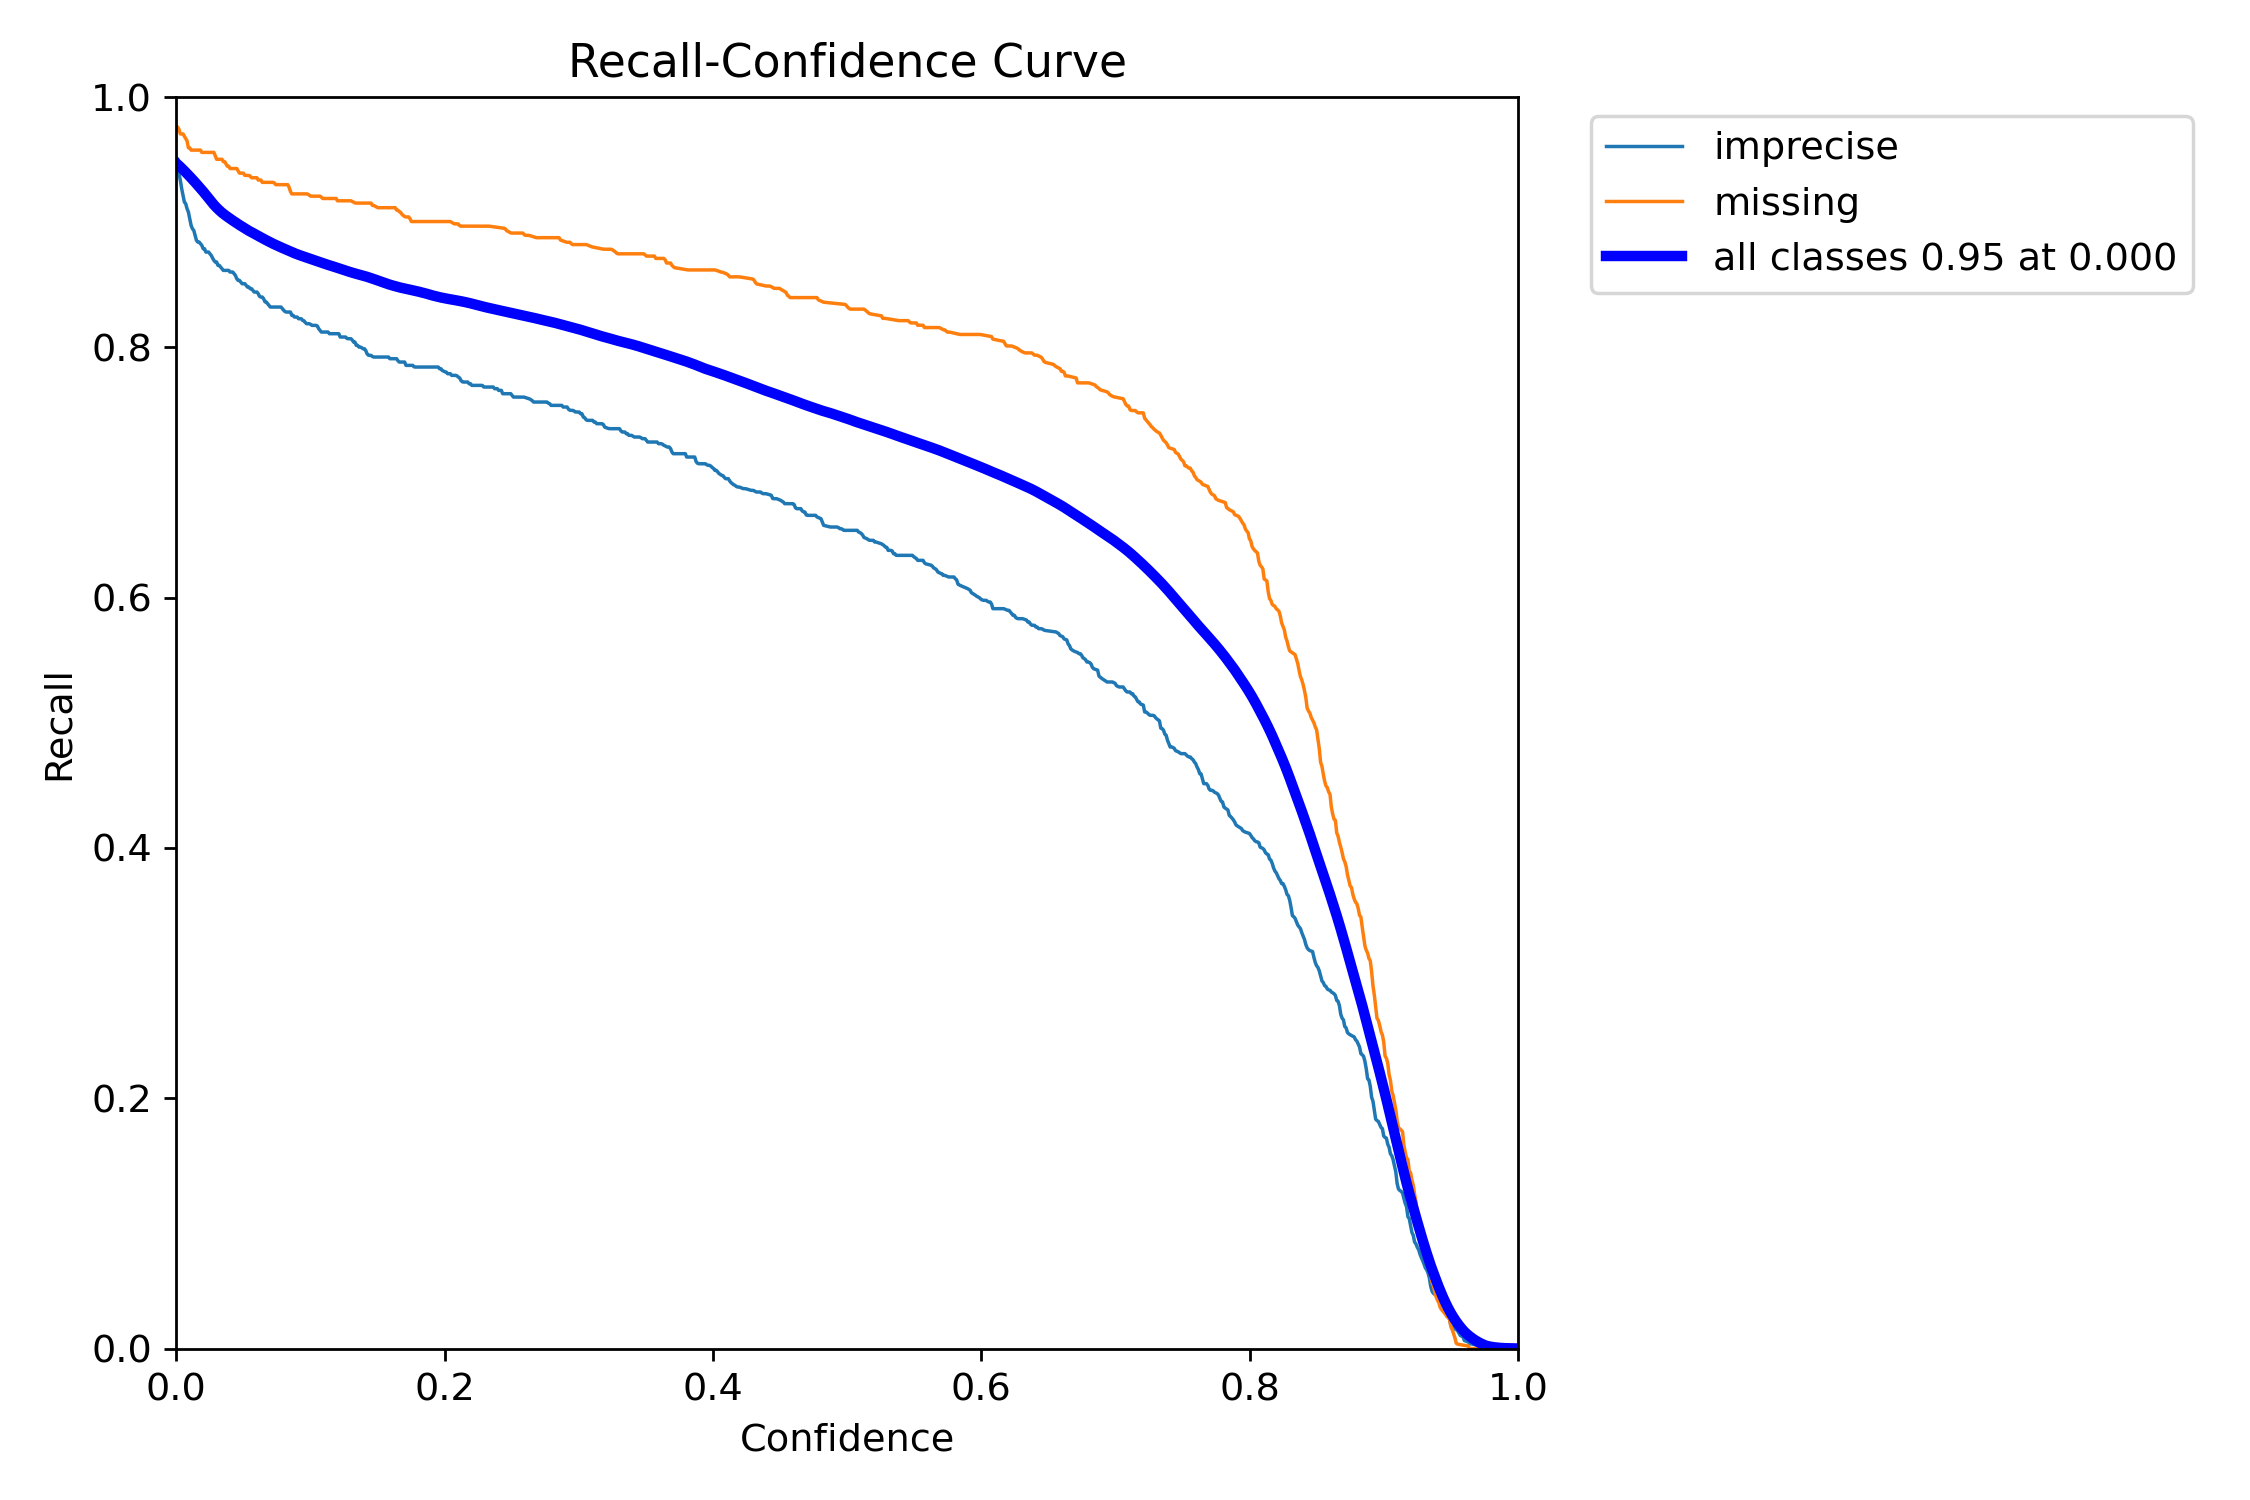 Recall-Confidence Curve
1.0
0.8
0.6
0.4
0.2
0.0
Recall
0.0 0.2 0.4 0.6 0.8 1.0
Confidence
imprecise
missing
all classes 0.95 at 0.000